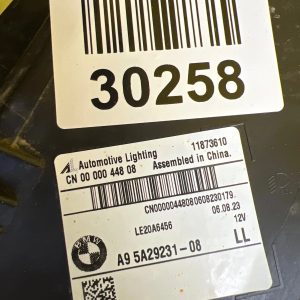 30258
Automotive Lighting 11873610
CN 00 000 448 08 Assembled in China.
CN00000448080608230179
LE20A6456 06.08.23
12V
BMW
A9 5A29231-08 LL